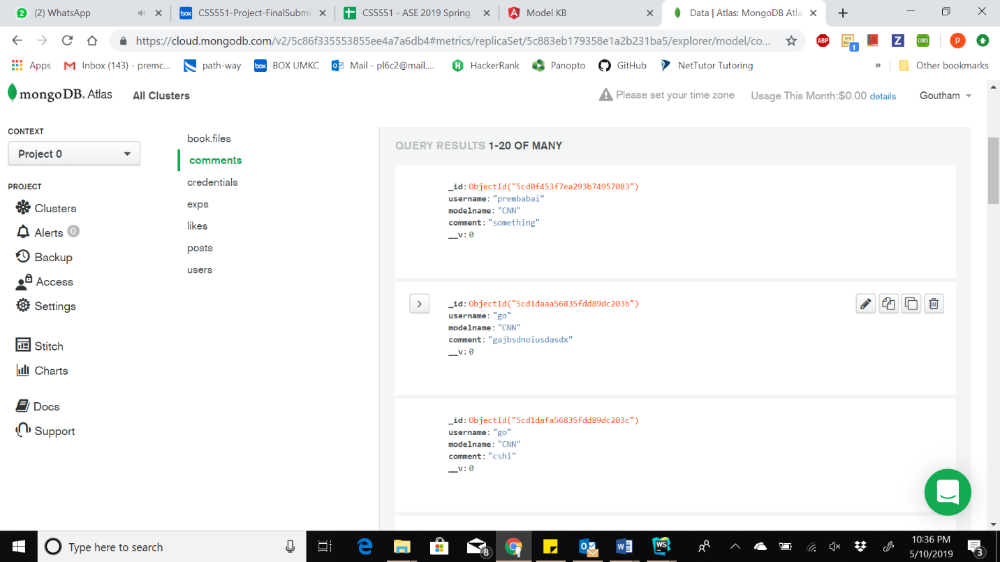 (2) WhatsApp
CS5551-Project-FinalSubmis
CS5551 - ASE 2019 Spring -
Model KB
Data | Atlas: MongoDB Atla
https://cloud.mongodb.com/v2/5c86f335553855ee4a7a6db4#metrics/replicaSet/5c883eb179358e1a2b231ba5/explorer/model/co...
Apps
Inbox (143) - premc...
path-way
BOX UMKC
Mail - pl6c2@mail....
HackerRank
Panopto
GitHub
NetTutor Tutoring
»
Other bookmarks
mongoDB. Atlas
All Clusters
Please set your time zone
Usage This Month:$0.00 details
Goutham
CONTEXT
Project 0
PROJECT
Clusters
Alerts 0
Backup
Access
Settings
Stitch
Charts
Docs
Support
book.files
comments
credentials
exps
likes
posts
users
QUERY RESULTS 1-20 OF MANY
_id: ObjectId("5cd0f453f7ea293b74957083")
username: "prembabai"
modelname: "CNN"
comment: "something"
__v: 0
_id: ObjectId("5cd1daaa56835fdd89dc203b")
username: "go"
modelname: "CNN"
comment: "gajbsdnoiusdasdx"
__v: 0
_id: ObjectId("5cd1dafa56835fdd89dc203c")
username: "go"
modelname: "CNN"
comment: "cshi"
__v: 0
Type here to search
10:36 PM
5/10/2019